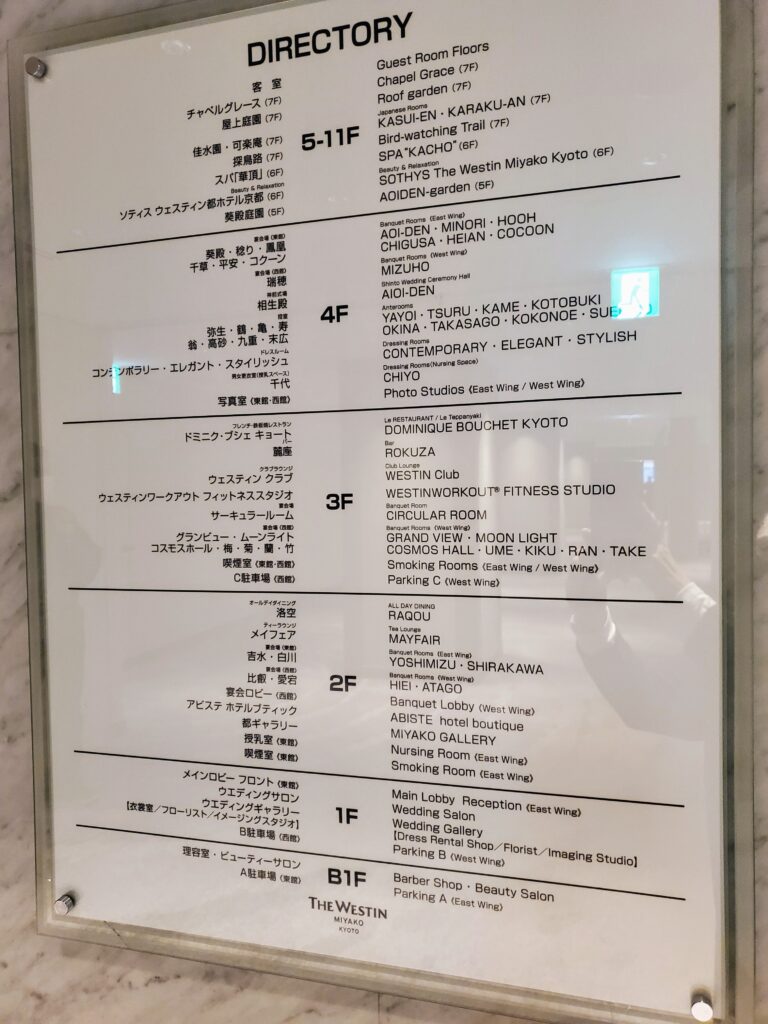 DIRECTORY
客 室
チャペルグレース (7F)
屋上庭園 (7F)
佳水園・可楽庵 (7F)
探鳥路 (7F)
スパ「華頂」 (6F)
Beauty & Relaxation
ソティス ウェスティン都ホテル京都 (6F)
葵殿庭園 (5F)
5-11F
Guest Room Floors
Chapel Grace (7F)
Roof garden (7F)
Japanese Rooms
KASUI-EN・KARAKU-AN (7F)
Bird-watching Trail (7F)
SPA "KACHO" (6F)
Beauty & Relaxation
SOTHYS The Westin Miyako Kyoto (6F)
AOIDEN-garden (5F)
宴会場 (東館)
葵殿・稔り・鳳凰
千草・平安・コクーン
宴会場 (西館)
瑞穂
神前式場
相生殿
控室
弥生・鶴・亀・寿
翁・高砂・九重・末広
ドレスルーム
コンテンポラリー・エレガント・スタイリッシュ
男女更衣室 (授乳スペース)
千代
写真室 (東館・西館)
4F
Banquet Rooms (East Wing)
AOI-DEN・MINORI・HOOH
CHIGUSA・HEIAN・COCOON
Banquet Rooms (West Wing)
MIZUHO
Shinto Wedding Ceremony Hall
AIOI-DEN
Anterooms
YAYOI・TSURU・KAME・KOTOBUKI
OKINA・TAKASAGO・KOKONOE・
Dressing Rooms
CONTEMPORARY・ELEGANT・STYLISH
Dressing Rooms(Nursing Space)
CHIYO
Photo Studios 《East Wing / West Wing》
フレンチ・鉄板焼レストラン
ドミニク・ブシェ キョート
バー
麓座
クラブラウンジ
ウェスティン クラブ
ウェスティンワークアウト フィットネススタジオ
宴会場
サーキュラールーム
宴会場 (西館)
グランビュー・ムーンライト
コスモスホール・梅・菊・蘭・竹
喫煙室 (東館・西館)
C駐車場 (西館)
3F
Le RESTAURANT / Le Teppanyaki
DOMINIQUE BOUCHET KYOTO
Bar
ROKUZA
Club Lounge
WESTIN Club
WESTINWORKOUT® FITNESS STUDIO
Banquet Room
CIRCULAR ROOM
Banquet Rooms (West Wing)
GRAND VIEW・MOON LIGHT
COSMOS HALL・UME・KIKU・RAN・TAKE
Smoking Rooms 《East Wing / West Wing》
Parking C 《West Wing》
オールデイダイニング
洛空
ティーラウンジ
メイフェア
宴会場 (東館)
吉水・白川
宴会場 (西館)
比叡・愛宕
宴会ロビー (西館)
アビステ ホテルブティック
都ギャラリー
授乳室 (東館)
喫煙室 (東館)
2F
ALL DAY DINING
RAQOU
Tea Lounge
MAYFAIR
Banquet Rooms (East Wing)
YOSHIMIZU・SHIRAKAWA
Banquet Rooms (West Wing)
HIEI・ATAGO
Banquet Lobby 《West Wing》
ABISTE hotel boutique
MIYAKO GALLERY
Nursing Room 《East Wing》
Smoking Room 《East Wing》
メインロビー フロント (東館)
ウエディングサロン
ウエディングギャラリー
【衣裳室／フローリスト／イメージングスタジオ】
B駐車場 (西館)
1F
Main Lobby Reception 《East Wing》
Wedding Salon
Wedding Gallery
【Dress Rental Shop／Florist／Imaging Studio】
Parking B 《West Wing》
理容室・ビューティーサロン
A駐車場 (東館)
B1F
Barber Shop・Beauty Salon
Parking A 《East Wing》
THE WESTIN
MIYAKO
KYOTO